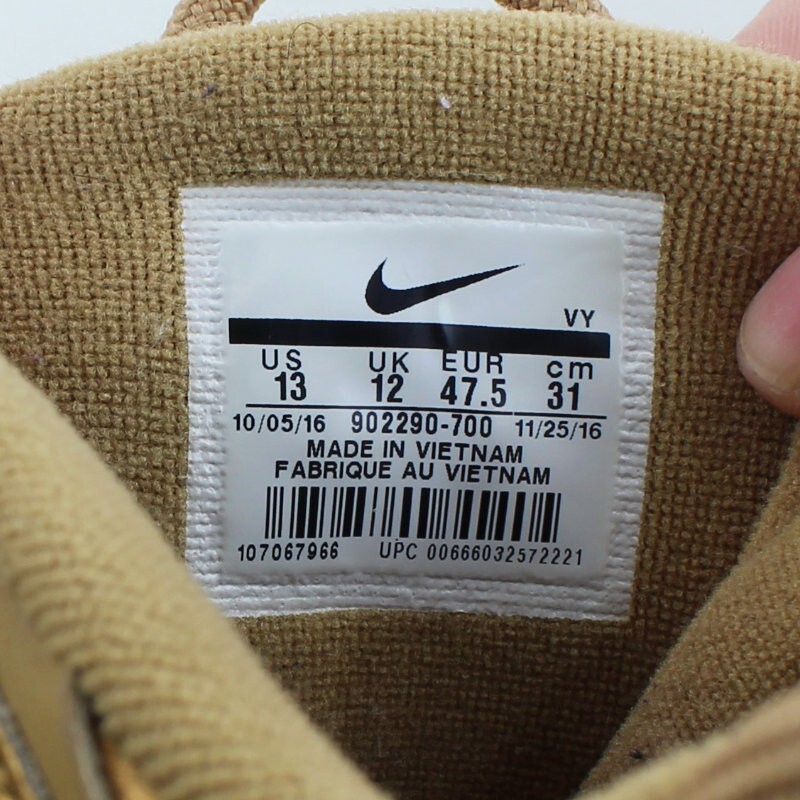 VY
US UK EUR cm
13 12 47.5 31
10/05/16 902290-700 11/25/16
MADE IN VIETNAM
FABRIQUE AU VIETNAM
107067966 UPC 00666032572221